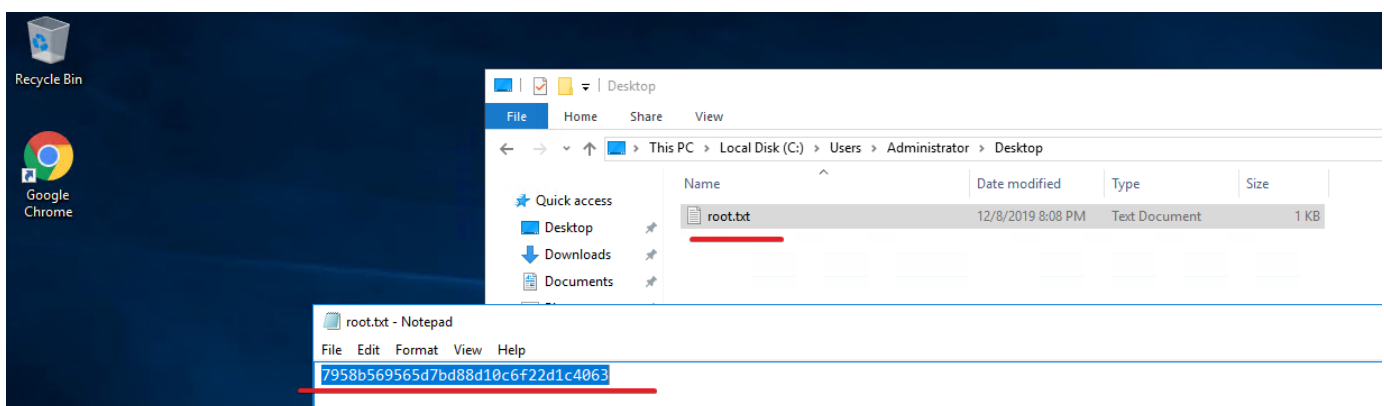 Recycle Bin
Google
Chrome
Desktop
File Home Share View
This PC > Local Disk (C:) > Users > Administrator > Desktop
Name Date modified Type Size
Quick access
root.txt 12/8/2019 8:08 PM Text Document 1 KB
Desktop
Downloads
Documents
root.txt - Notepad
File Edit Format View Help
7958b569565d7bd88d10c6f22d1c4063